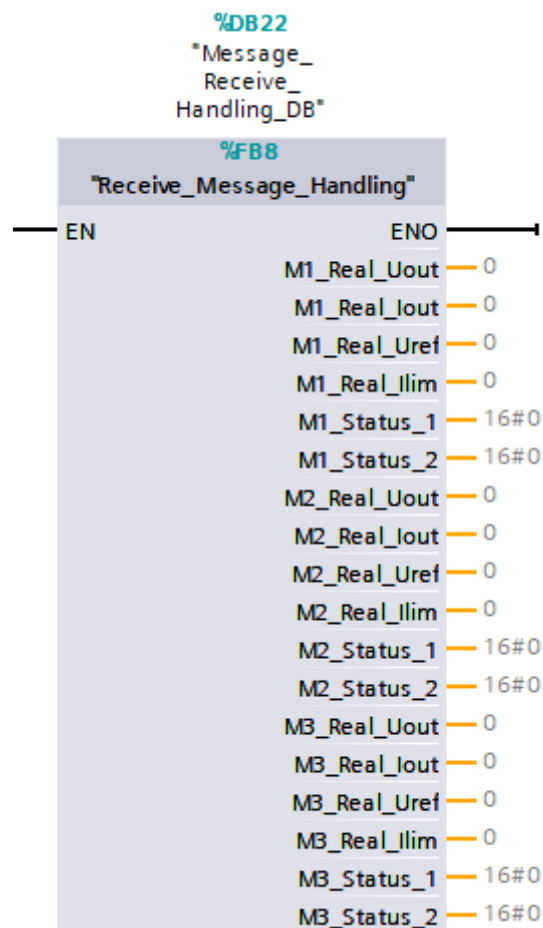 %DB22
"Message_
Receive_
Handling_DB"
%FB8
"Receive_Message_Handling"
EN ENO
M1_Real_Uout 0
M1_Real_Iout 0
M1_Real_Uref 0
M1_Real_Ilim 0
M1_Status_1 16#0
M1_Status_2 16#0
M2_Real_Uout 0
M2_Real_Iout 0
M2_Real_Uref 0
M2_Real_Ilim 0
M2_Status_1 16#0
M2_Status_2 16#0
M3_Real_Uout 0
M3_Real_Iout 0
M3_Real_Uref 0
M3_Real_Ilim 0
M3_Status_1 16#0
M3_Status_2 16#0